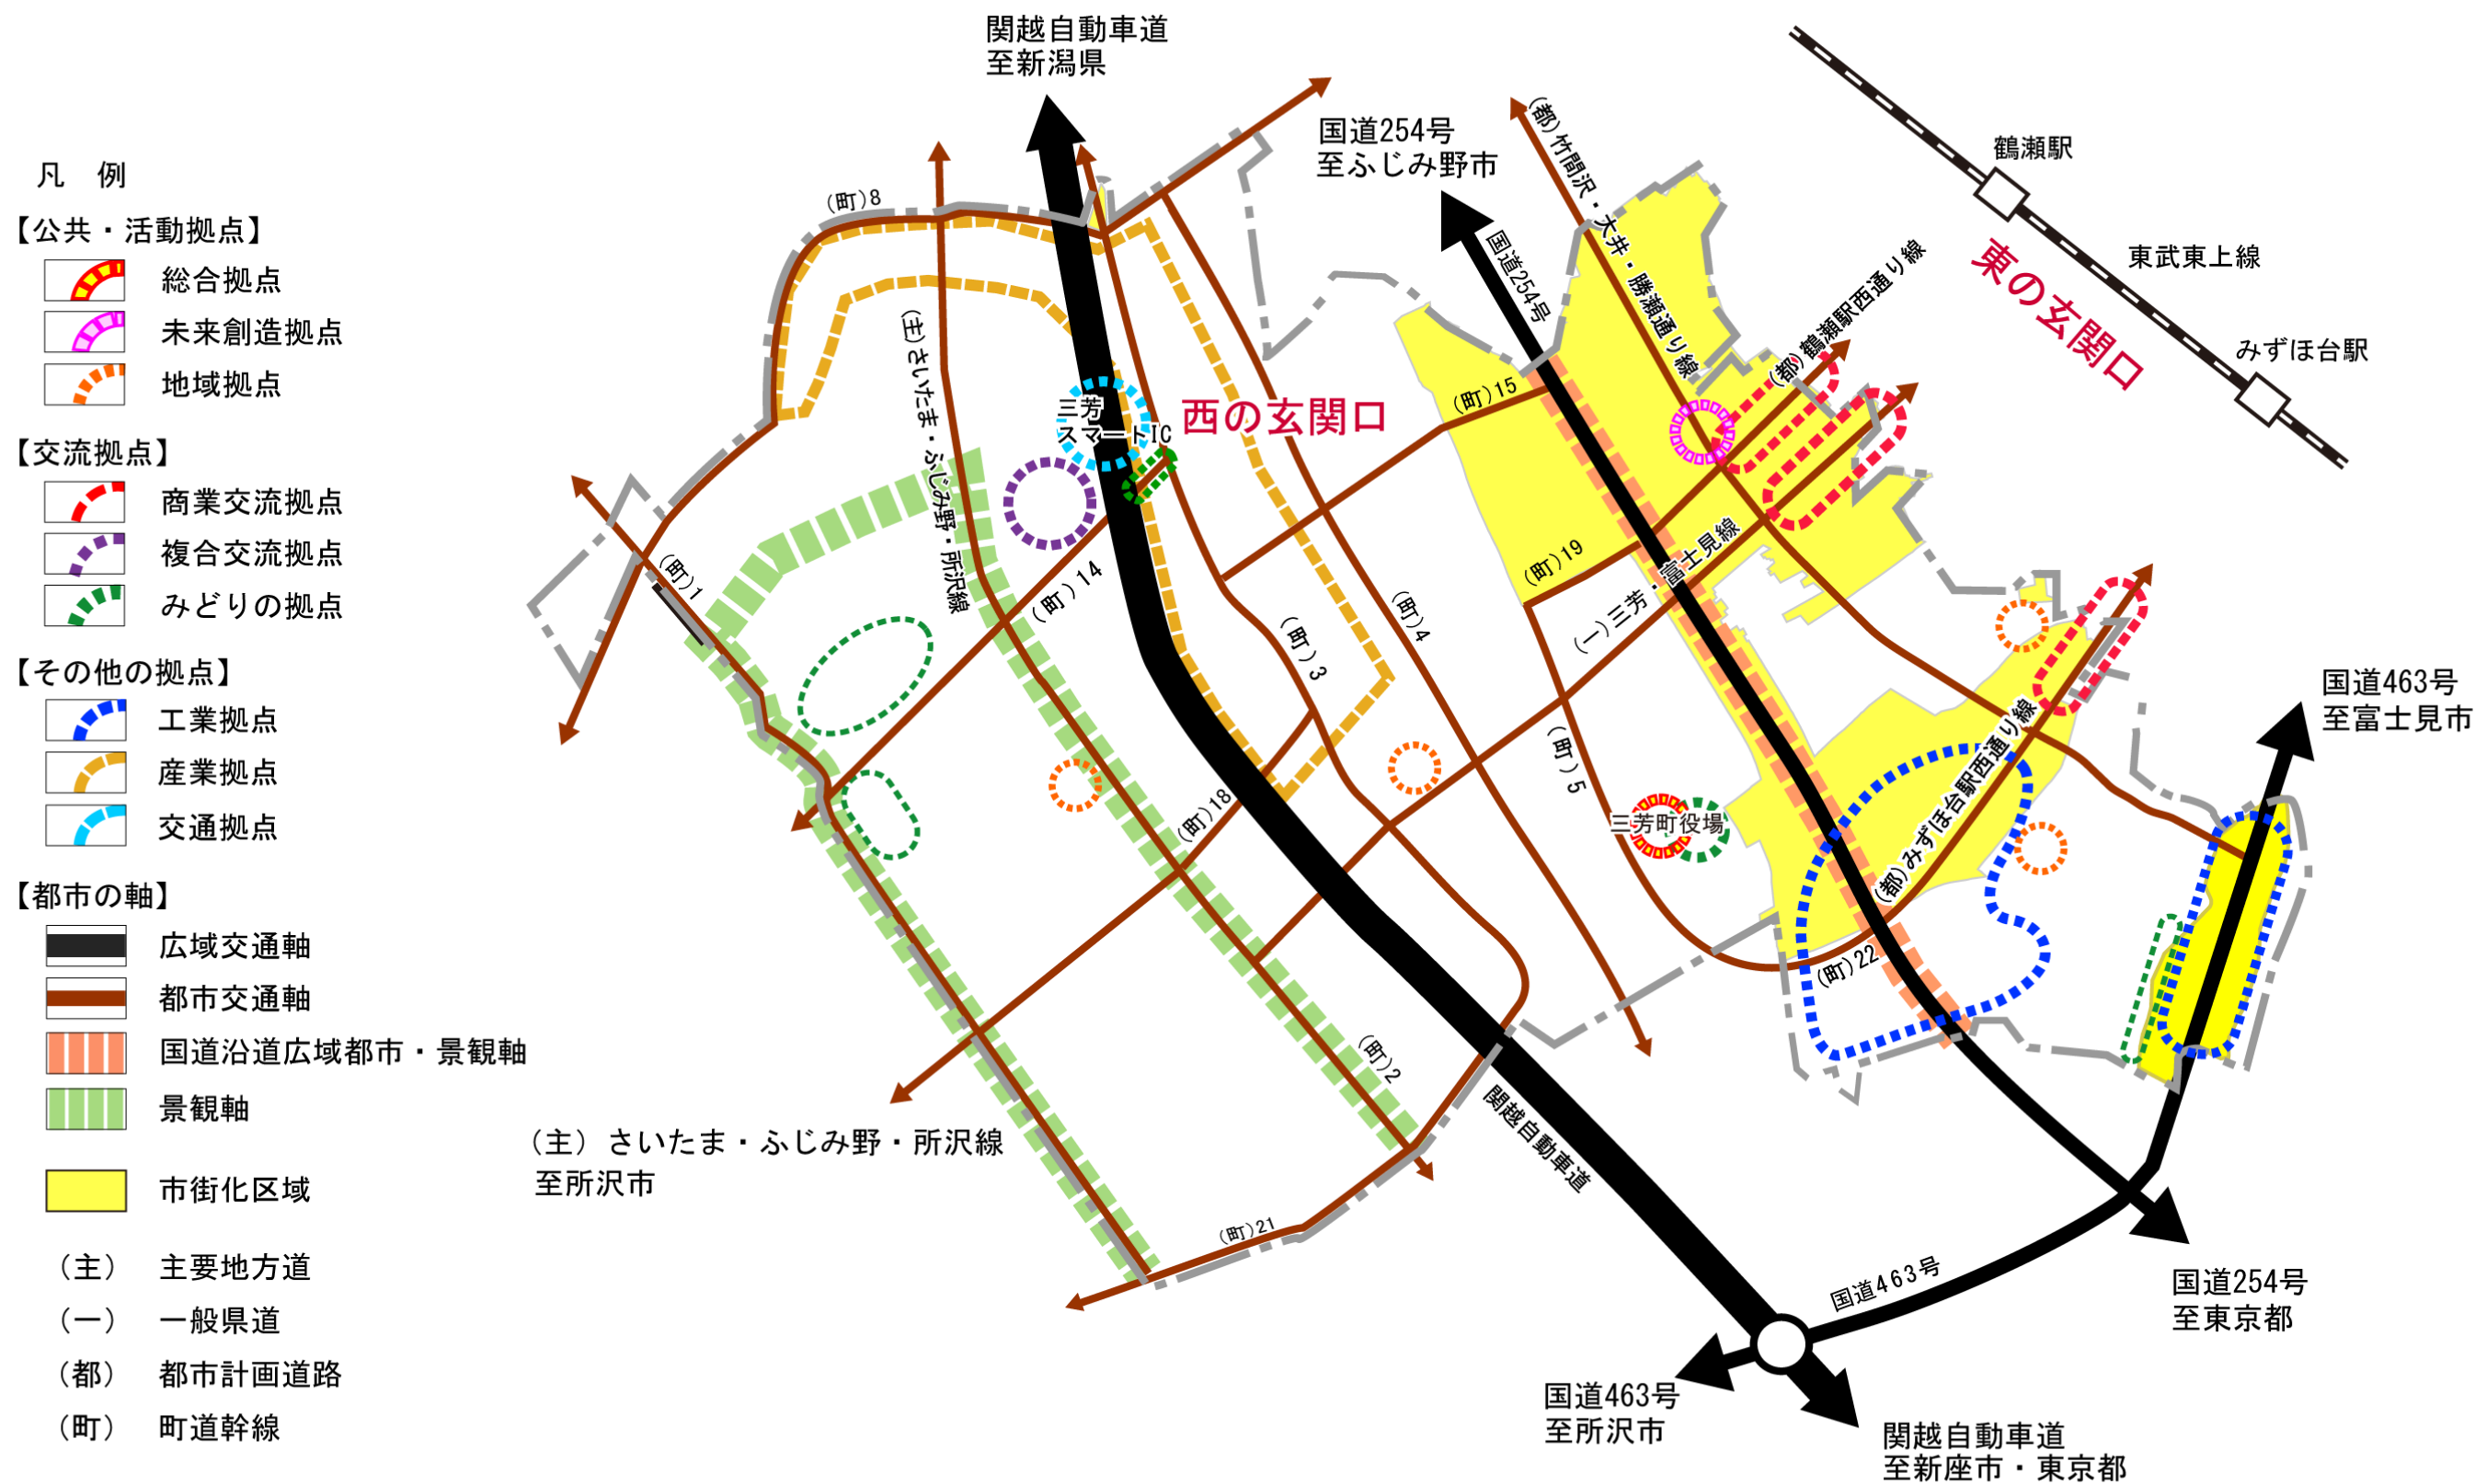 凡　例
【公共・活動拠点】
総合拠点
未来創造拠点
地域拠点
【交流拠点】
商業交流拠点
複合交流拠点
みどりの拠点
【その他の拠点】
工業拠点
産業拠点
交通拠点
【都市の軸】
広域交通軸
都市交通軸
国道沿道広域都市・景観軸
景観軸
市街化区域
（主）　主要地方道
（一）　一般県道
（都）　都市計画道路
（町）　町道幹線
関越自動車道
至新潟県
国道254号
至ふじみ野市
鶴瀬駅
東武東上線
みずほ台駅
東の玄関口
(都)竹間沢・大井・勝瀬通り線
(都)鶴瀬駅西通り線
国道254号
(町)8
(主)さいたま・ふじみ野・所沢線
三芳
スマートIC
西の玄関口
(町)15
(町)19
(町)1
(町)14
(町)3
(町)4
(一)三芳・富士見線
(町)5
(町)18
三芳町役場
(都)みずほ台駅西通り線
(町)22
国道463号
至富士見市
(町)2
関越自動車道
（主）さいたま・ふじみ野・所沢線
至所沢市
(町)21
国道463号
国道254号
至東京都
国道463号
至所沢市
関越自動車道
至新座市・東京都